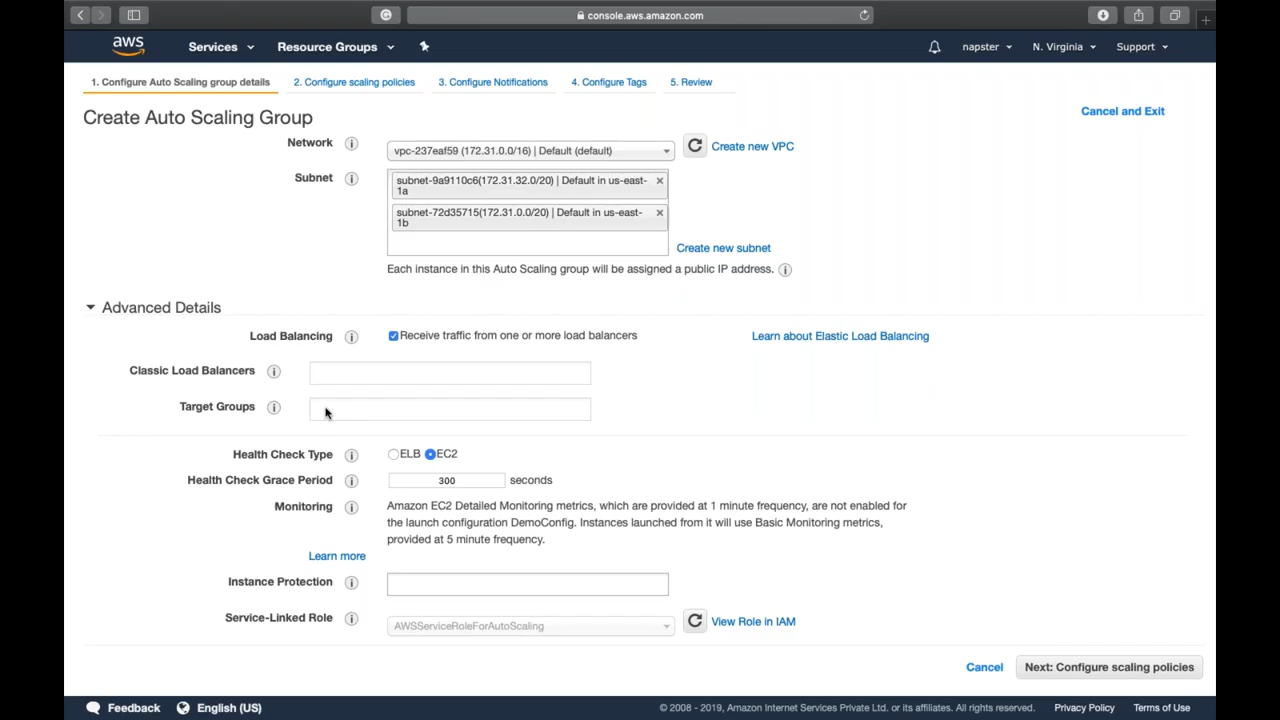 console.aws.amazon.com
aws
Services
Resource Groups
napster
N. Virginia
Support
1. Configure Auto Scaling group details
2. Configure scaling policies
3. Configure Notifications
4. Configure Tags
5. Review
Create Auto Scaling Group
Cancel and Exit
Network
vpc-237eaf59 (172.31.0.0/16) | Default (default)
Create new VPC
Subnet
subnet-9a9110c6(172.31.32.0/20) | Default in us-east-
1a
subnet-72d35715(172.31.0.0/20) | Default in us-east-
1b
Create new subnet
Each instance in this Auto Scaling group will be assigned a public IP address.
Advanced Details
Load Balancing
Receive traffic from one or more load balancers
Learn about Elastic Load Balancing
Classic Load Balancers
Target Groups
Health Check Type
ELB
EC2
Health Check Grace Period
300
seconds
Monitoring
Amazon EC2 Detailed Monitoring metrics, which are provided at 1 minute frequency, are not enabled for
the launch configuration DemoConfig. Instances launched from it will use Basic Monitoring metrics,
provided at 5 minute frequency.
Learn more
Instance Protection
Service-Linked Role
AWSServiceRoleForAutoScaling
View Role in IAM
Cancel
Next: Configure scaling policies
Feedback
English (US)
© 2008 - 2019, Amazon Internet Services Private Ltd. or its affiliates. All rights reserved.
Privacy Policy
Terms of Use